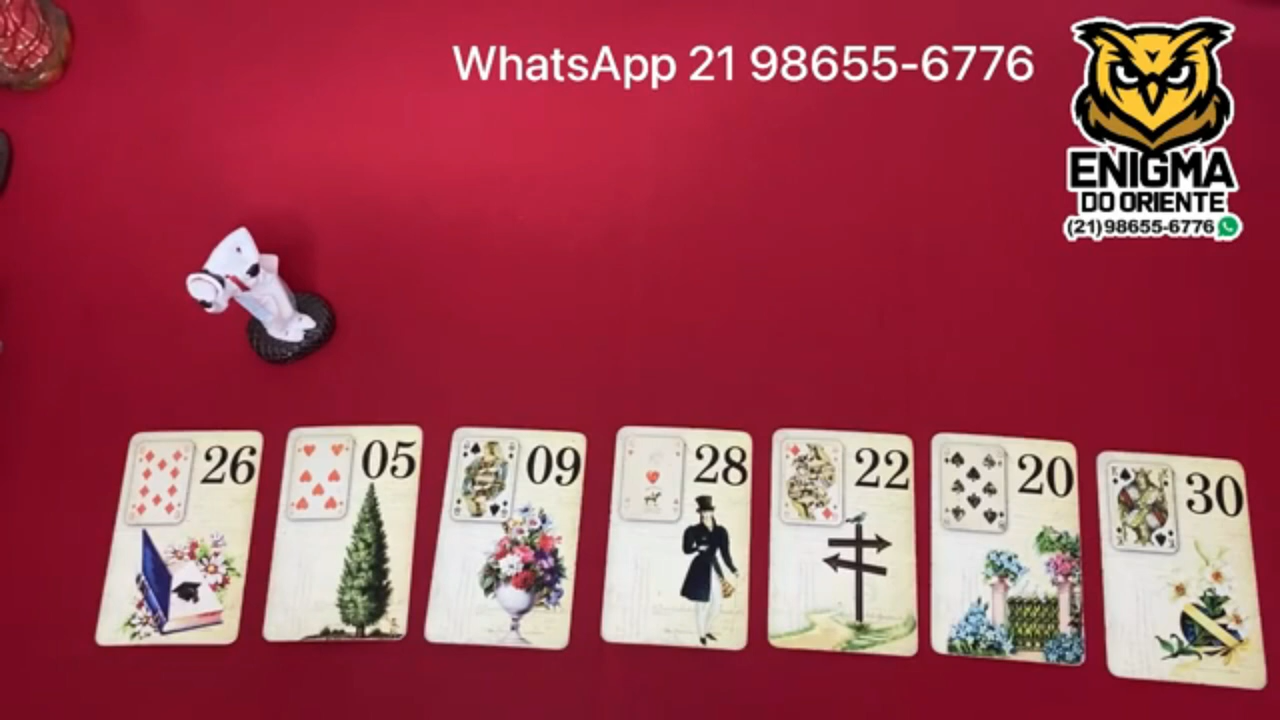 WhatsApp 21 98655-6776
ENIGMA
DO ORIENTE
(21)98655-6776
26
05
09
28
22
20
30
K
K